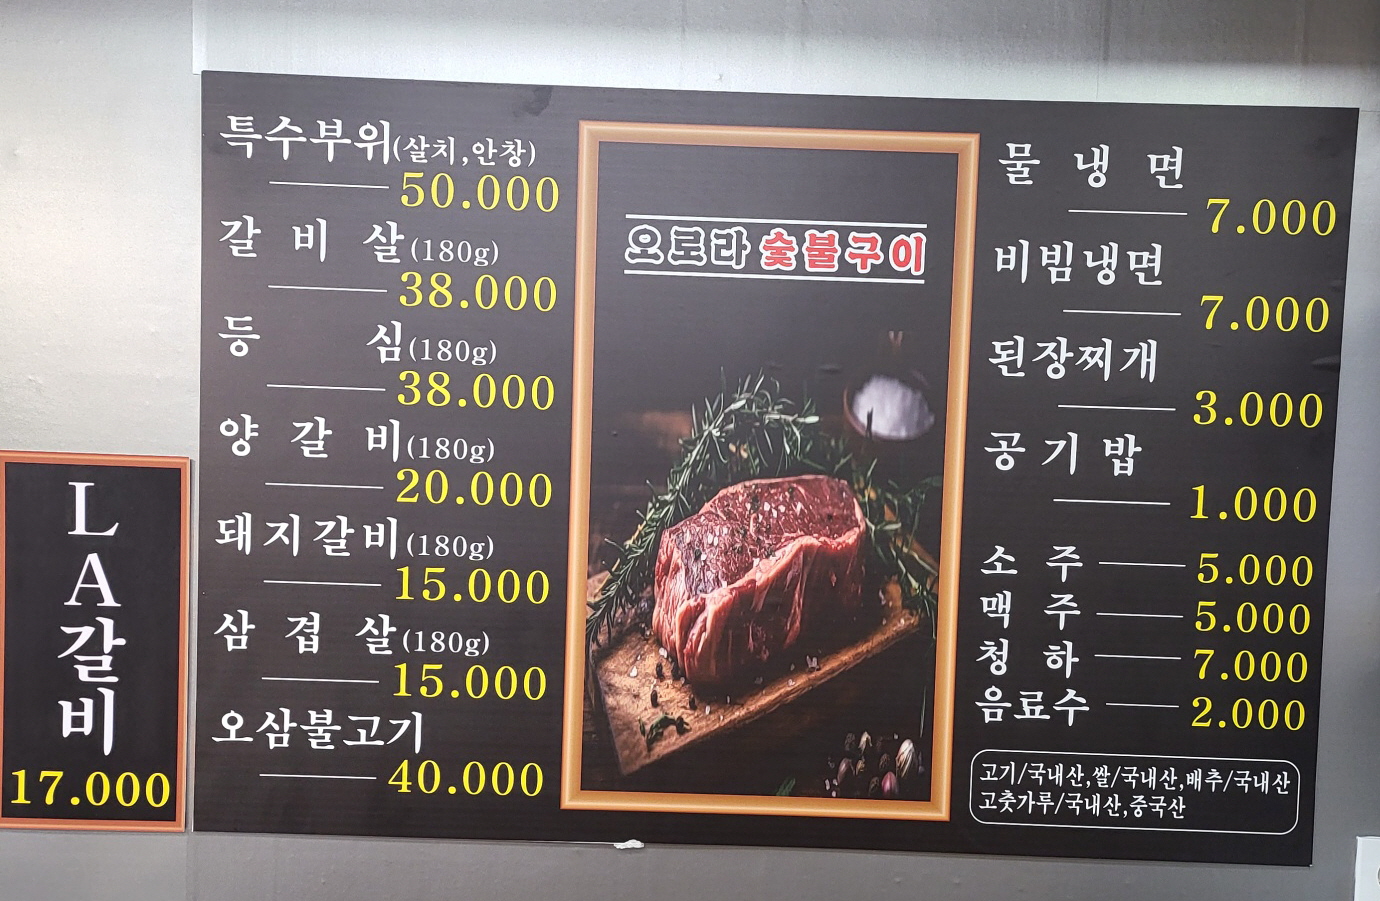 특수부위(살치,안창)
50.000
갈비살(180g)
38.000
등심(180g)
38.000
양갈비(180g)
20.000
돼지갈비(180g)
15.000
삼겹살(180g)
15.000
오삼불고기
40.000
오로라 숯불구이
물냉면
7.000
비빔냉면
7.000
된장찌개
3.000
공기밥
1.000
소주 5.000
맥주 5.000
청하 7.000
음료수 2.000
고기/국내산,쌀/국내산,배추/국내산
고춧가루/국내산,중국산
LA갈비
17.000